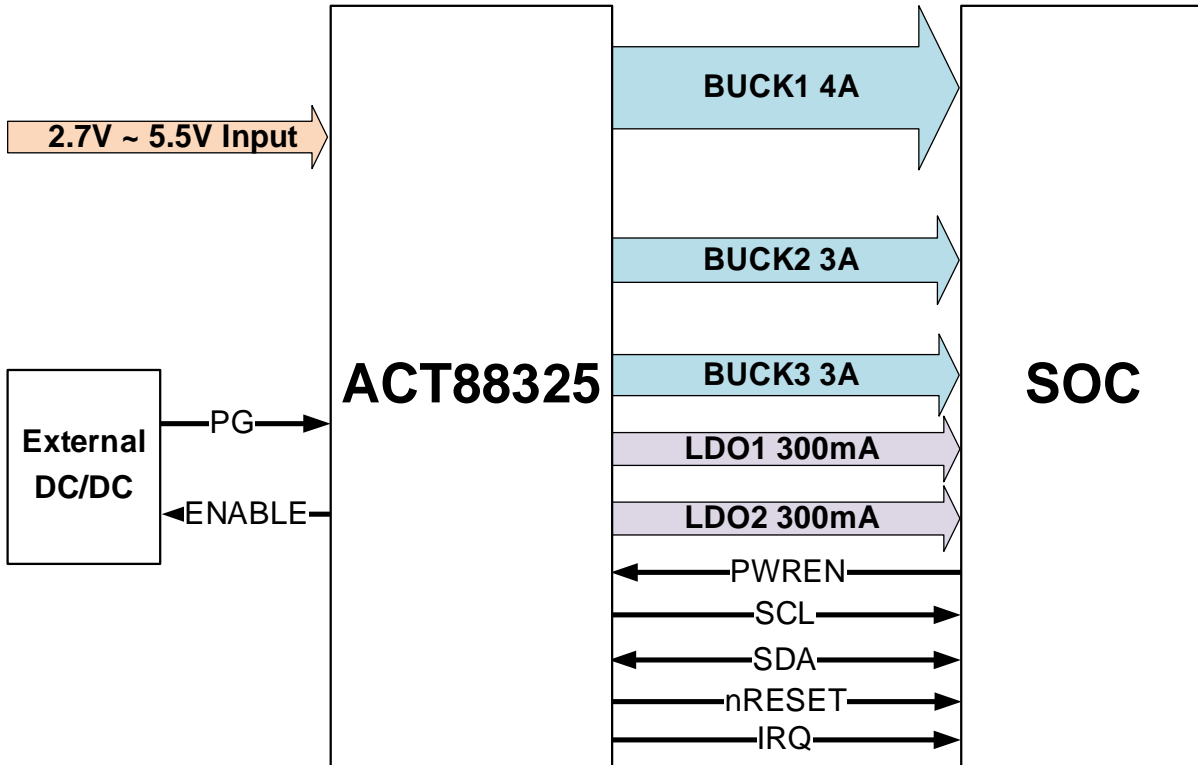 2.7V ~ 5.5V Input
External
DC/DC
PG
ENABLE
ACT88325
BUCK1 4A
BUCK2 3A
BUCK3 3A
LDO1 300mA
LDO2 300mA
PWREN
SCL
SDA
nRESET
IRQ
SOC